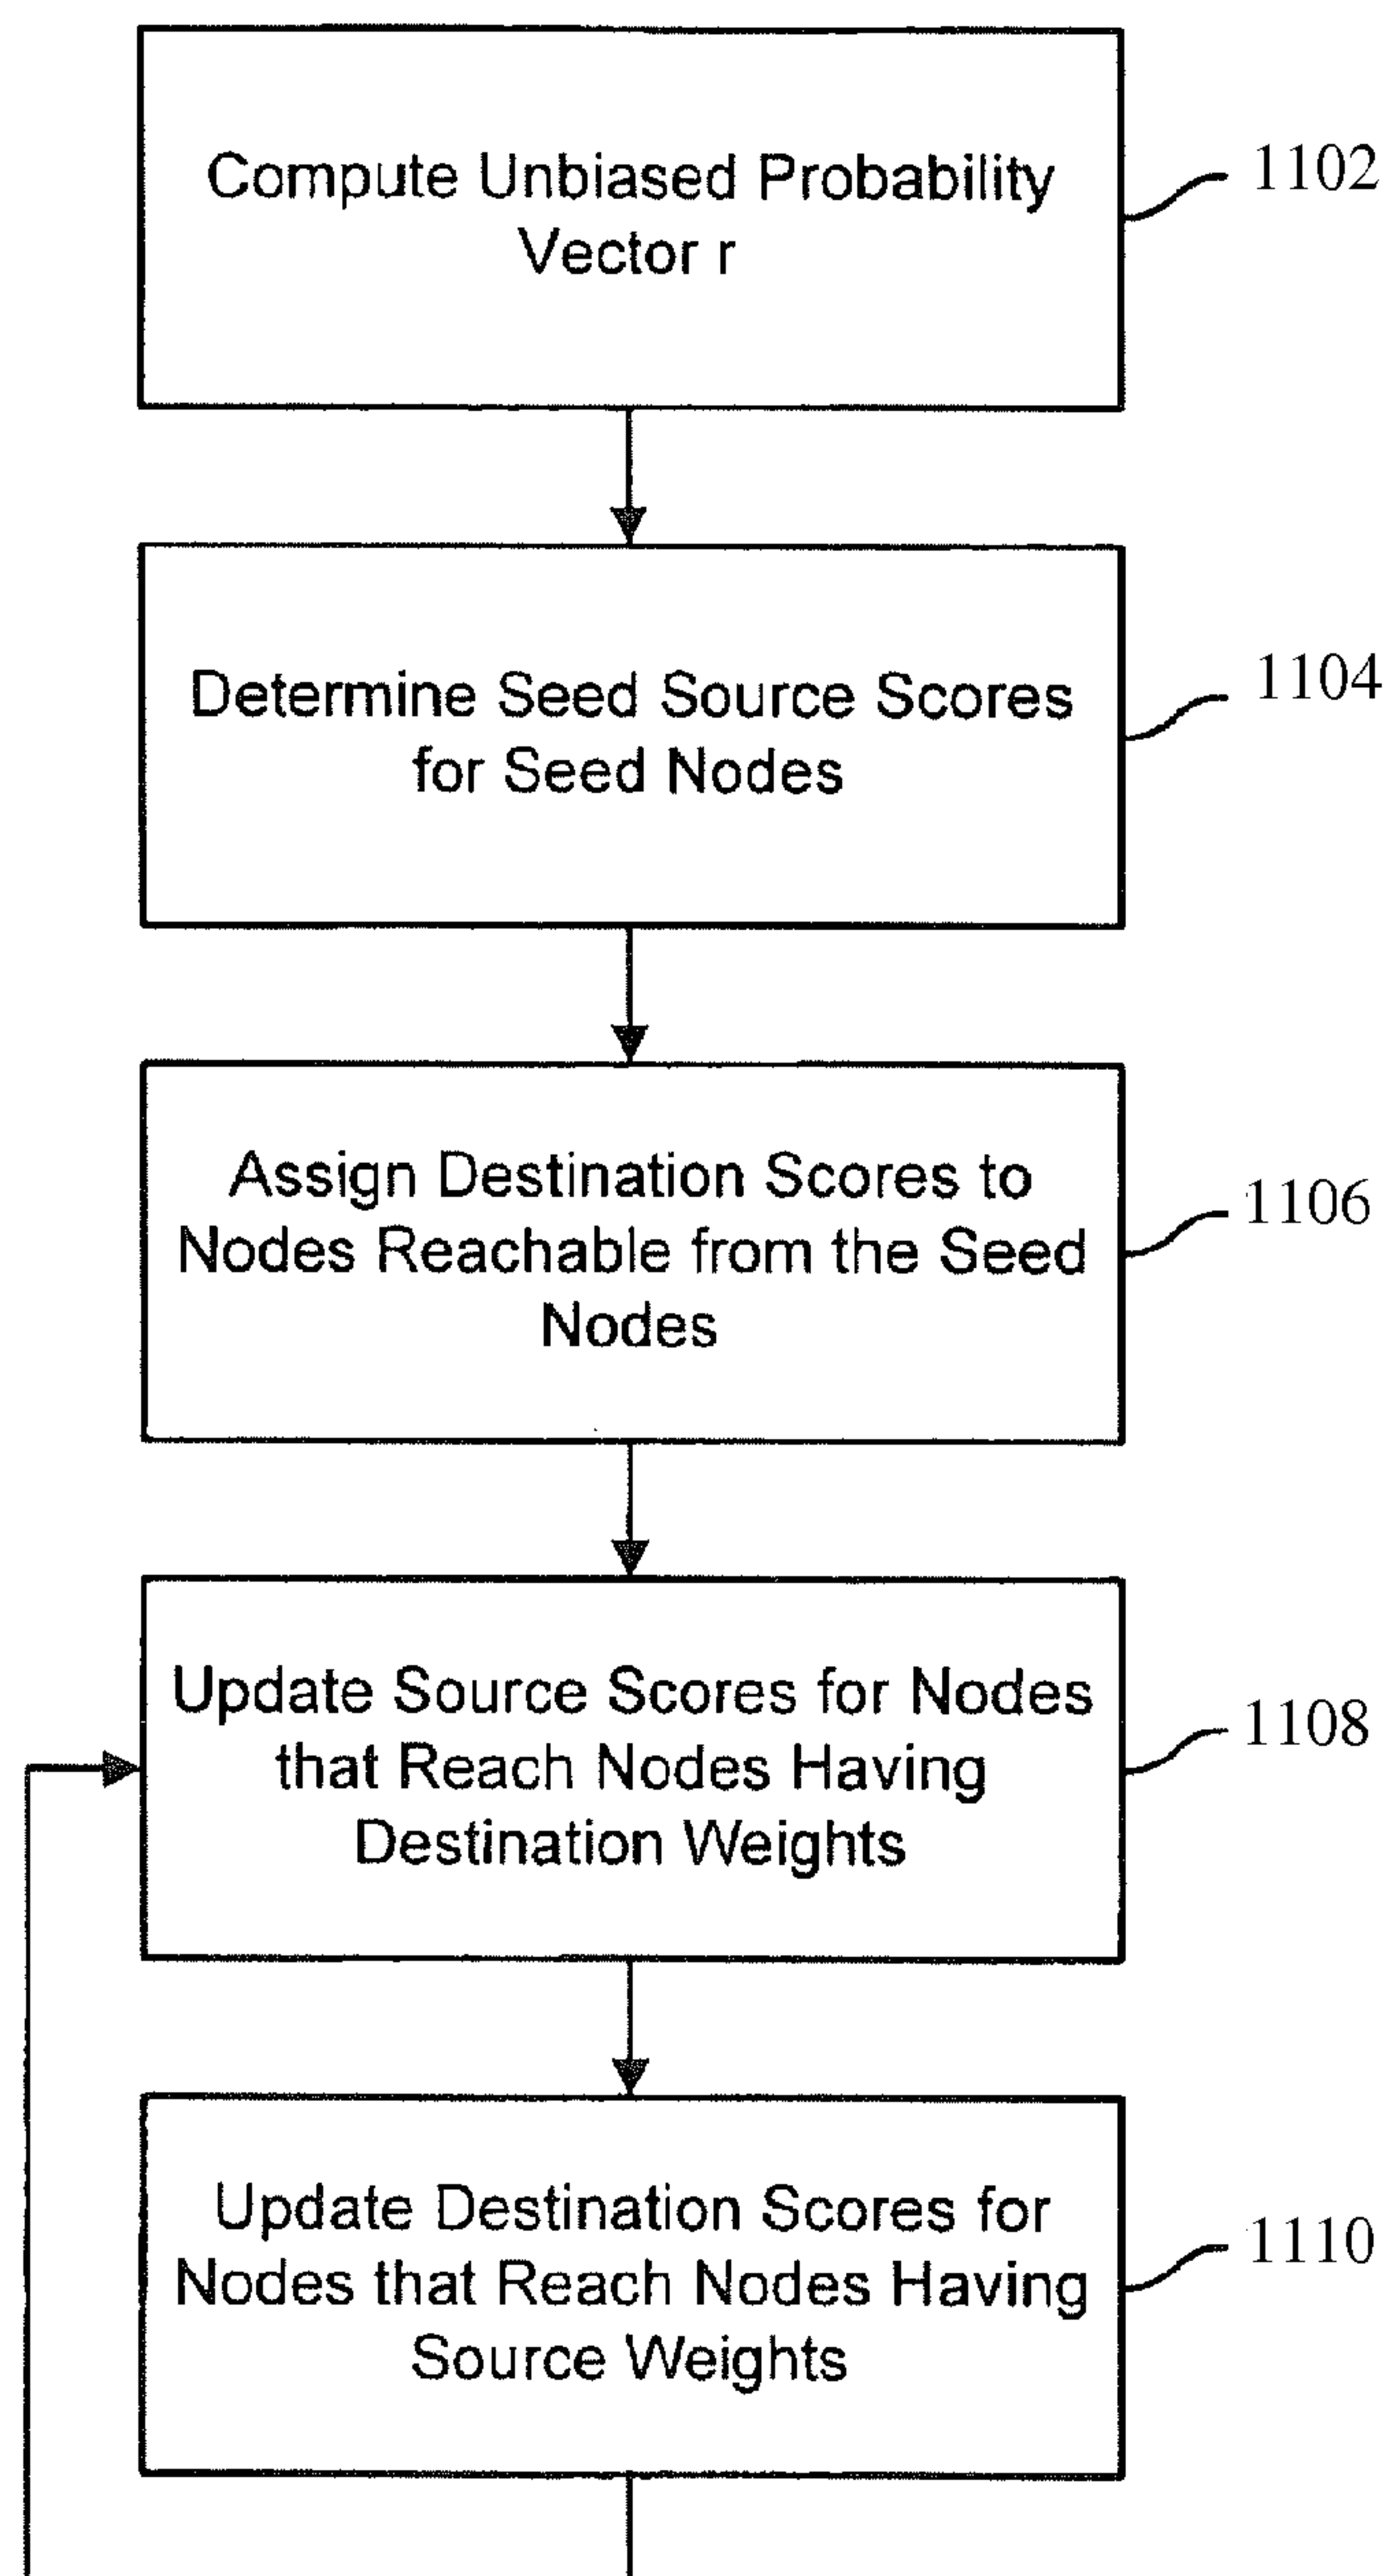 Compute Unbiased Probability
Vector r
1102
Determine Seed Source Scores
for Seed Nodes
1104
Assign Destination Scores to
Nodes Reachable from the Seed
Nodes
1106
Update Source Scores for Nodes
that Reach Nodes Having
Destination Weights
1108
Update Destination Scores for
Nodes that Reach Nodes Having
Source Weights
1110